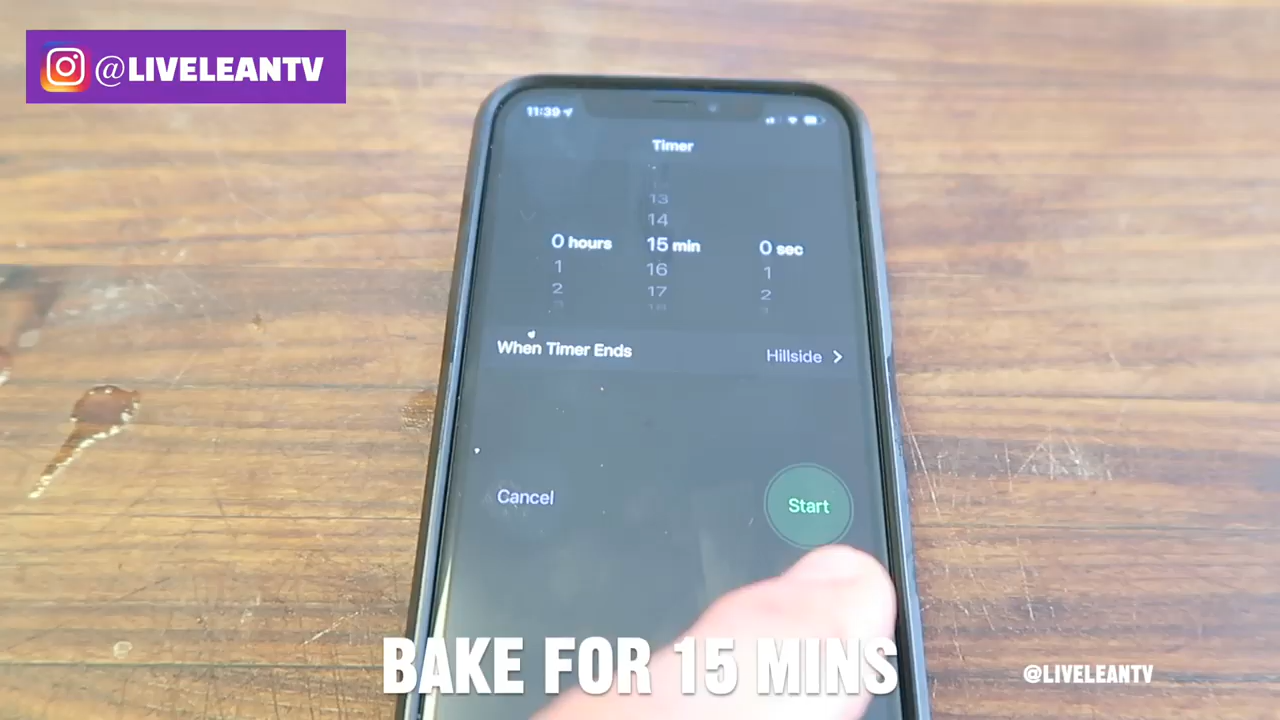 @LIVELEANTV
11:39
Timer
13
14
0 hours 15 min 0 sec
1 16 1
2 17 2
When Timer Ends Hillside
Cancel Start
BAKE FOR 15 MINS
@LIVELEANTV